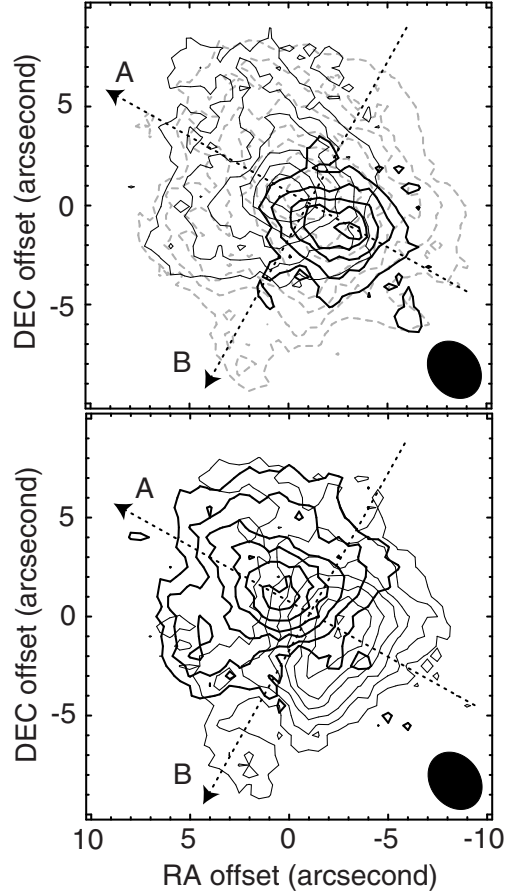 A
5
0
-5
B
DEC offset (arcsecond)
A
5
0
-5
B
DEC offset (arcsecond)
10 5 0 -5 -10
RA offset (arcsecond)